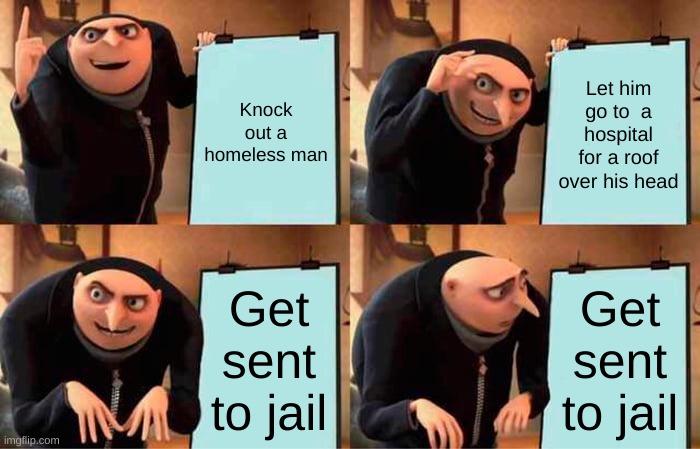 Knock
out a
homeless man
Let him
go to a
hospital
for a roof
over his head
Get
sent
to jail
Get
sent
to jail
imgflip.com